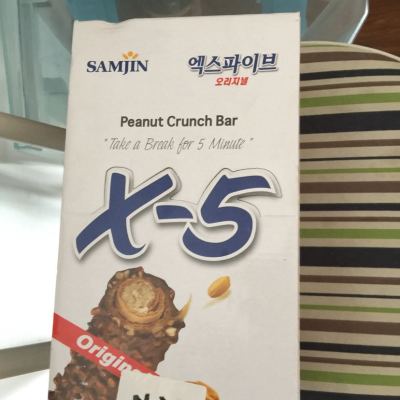 SAMJIN
엑스파이브
오리지널
Peanut Crunch Bar
"Take a Break for 5 Minute"
X-5